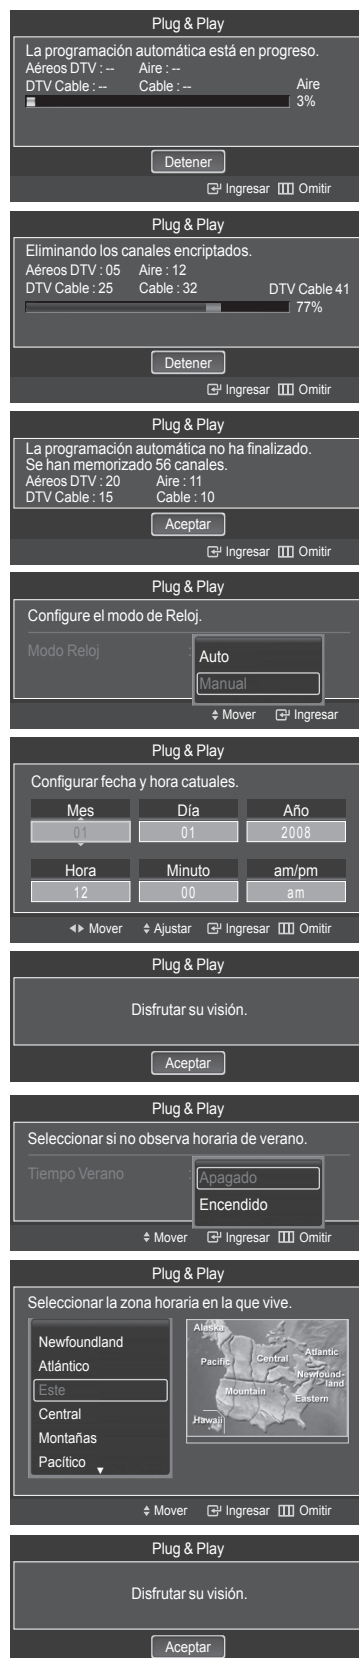 Plug & Play
La programación automática está en progreso.
Aéreos DTV : -- Aire : --
DTV Cable : -- Cable : -- Aire
3%
Detener
Ingresar Omitir
Plug & Play
Eliminando los canales encriptados.
Aéreos DTV : 05 Aire : 12
DTV Cable : 25 Cable : 32 DTV Cable 41
77%
Detener
Ingresar Omitir
Plug & Play
La programación automática no ha finalizado.
Se han memorizado 56 canales.
Aéreos DTV : 20 Aire : 11
DTV Cable : 15 Cable : 10
Aceptar
Ingresar Omitir
Plug & Play
Configure el modo de Reloj.
Modo Reloj : Auto
Manual
Mover Ingresar
Plug & Play
Configurar fecha y hora catuales.
Mes Día Año
01 01 2008
Hora Minuto am/pm
12 00 am
Mover Ajustar Ingresar Omitir
Plug & Play
Disfrutar su visión.
Aceptar
Plug & Play
Seleccionar si no observa horaria de verano.
Tiempo Verano : Apagado
Encendido
Mover Ingresar Omitir
Plug & Play
Seleccionar la zona horaria en la que vive.
Newfoundland
Atlántico
Este
Central
Montañas
Pacítico
Alaska
Pacific
Central
Atlantic
Newfound-
land
Mountain
Eastern
Hawaii
Mover Ingresar Omitir
Plug & Play
Disfrutar su visión.
Aceptar